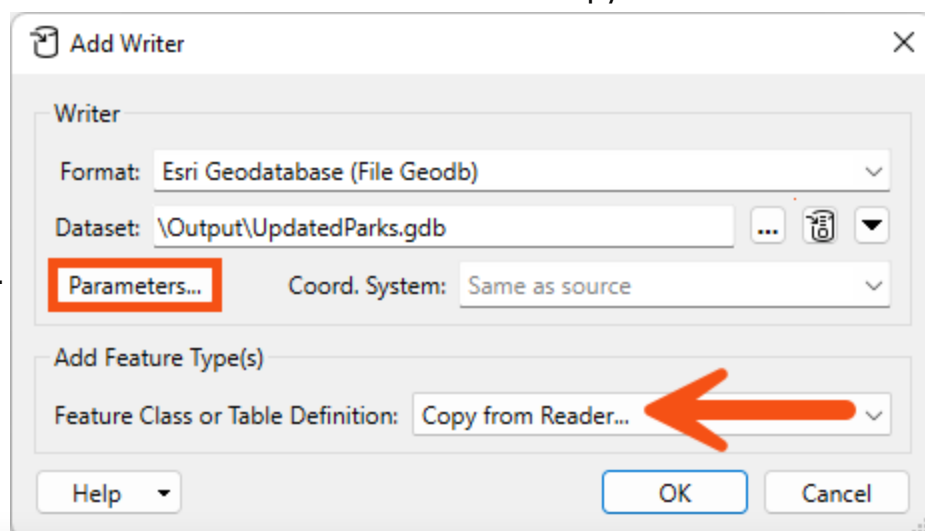 Add Writer
Writer
Format: Esri Geodatabase (File Geodb)
Dataset: \Output\UpdatedParks.gdb ...
Parameters... Coord. System: Same as source
Add Feature Type(s)
Feature Class or Table Definition: Copy from Reader...
Help OK Cancel